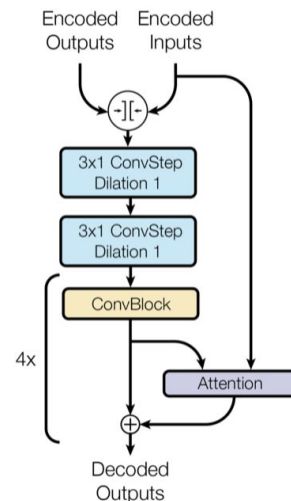 Encoded
Outputs
Encoded
Inputs
3x1 ConvStep
Dilation 1
3x1 ConvStep
Dilation 1
ConvBlock
4x
Attention
Decoded
Outputs